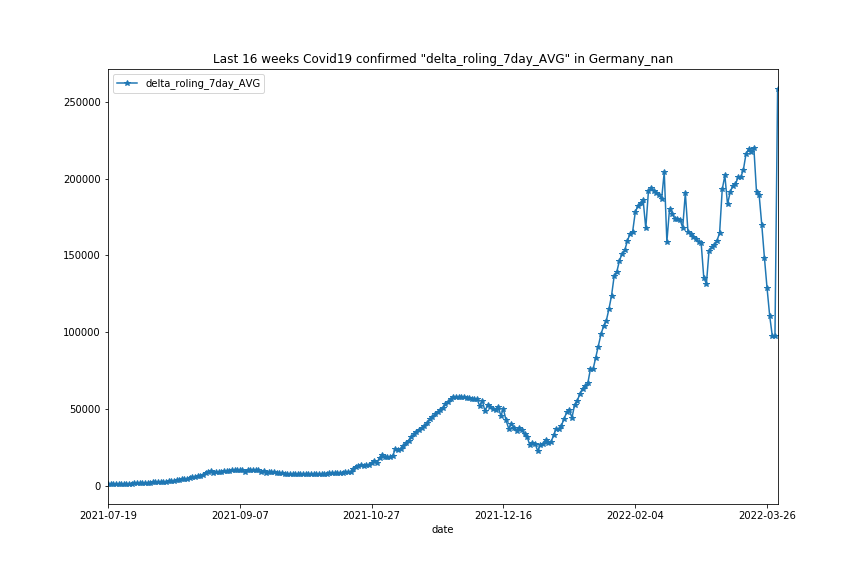 Last 16 weeks Covid19 confirmed "delta_roling_7day_AVG" in Germany_nan
delta_roling_7day_AVG
250000
200000
150000
100000
50000
0
2021-07-19 2021-09-07 2021-10-27 2021-12-16 2022-02-04 2022-03-26
date